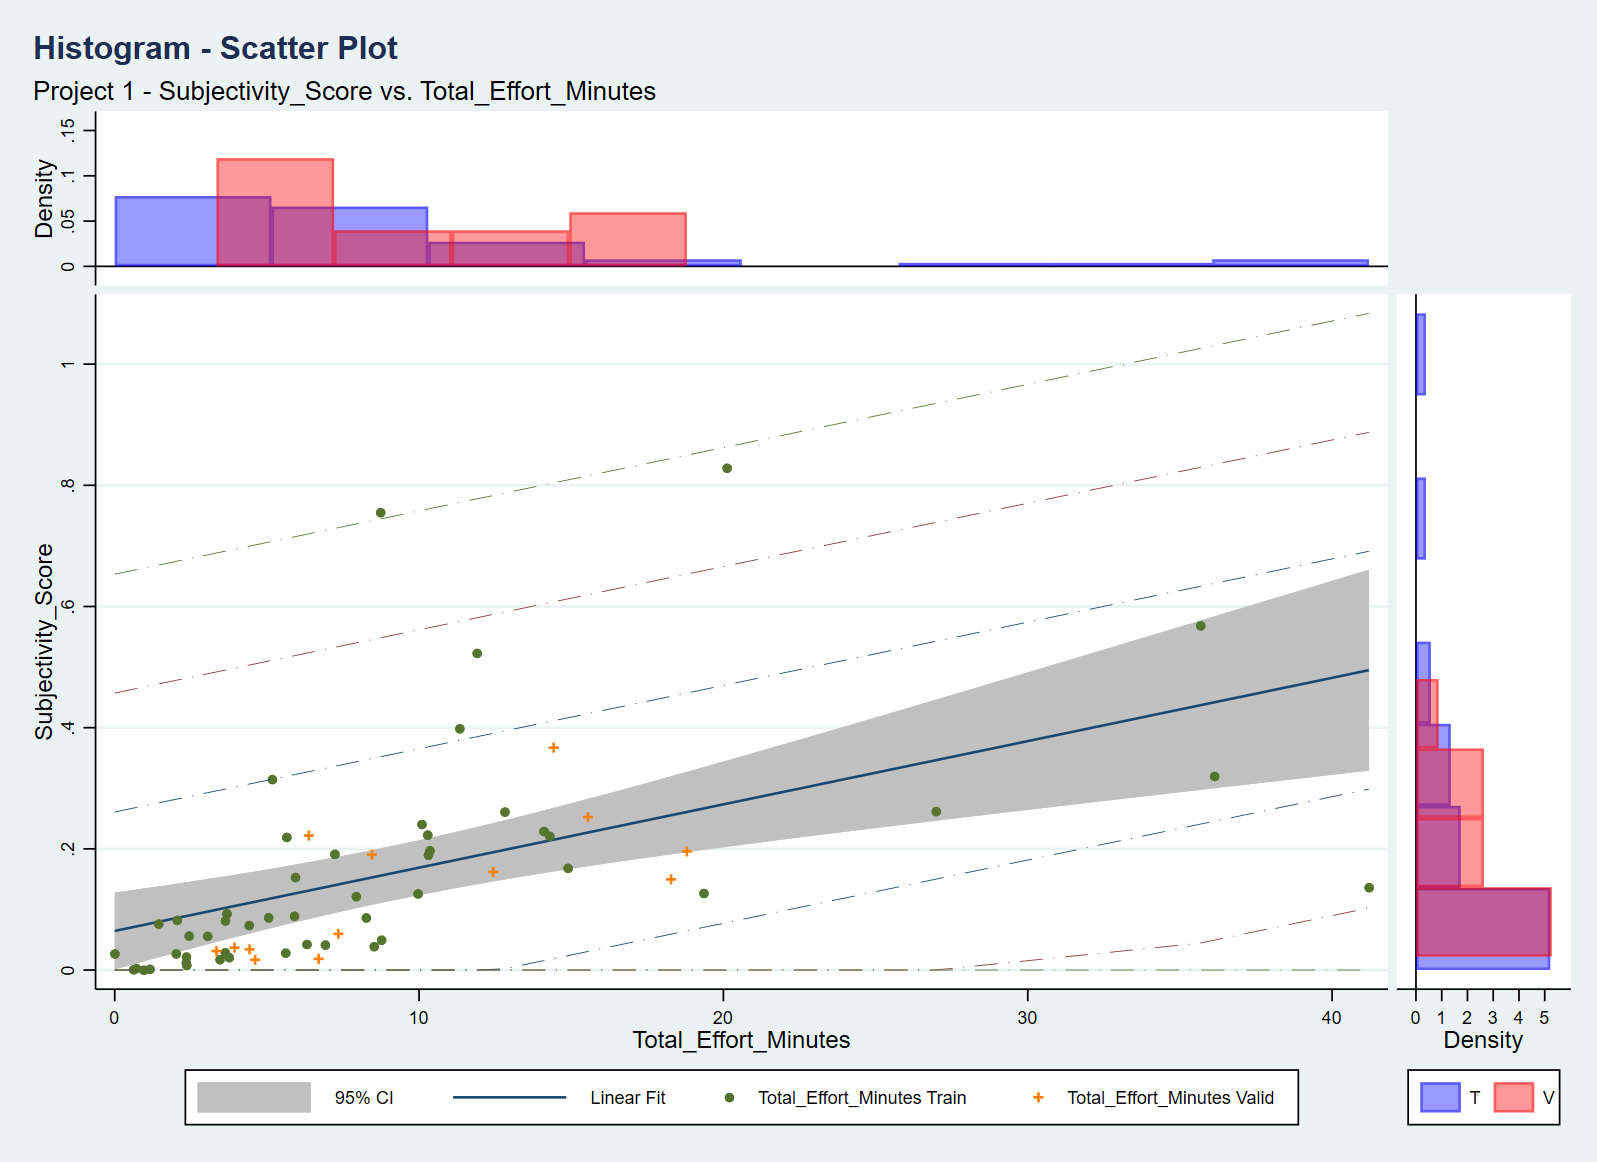 Histogram - Scatter Plot
Project 1 - Subjectivity_Score vs. Total_Effort_Minutes
Density
.15
.1
.05
0
Subjectivity_Score
1
.8
.6
.4
.2
0
0 10 20 30 40
Total_Effort_Minutes
0 1 2 3 4 5
Density
95% CI Linear Fit Total_Effort_Minutes Train Total_Effort_Minutes Valid
T V